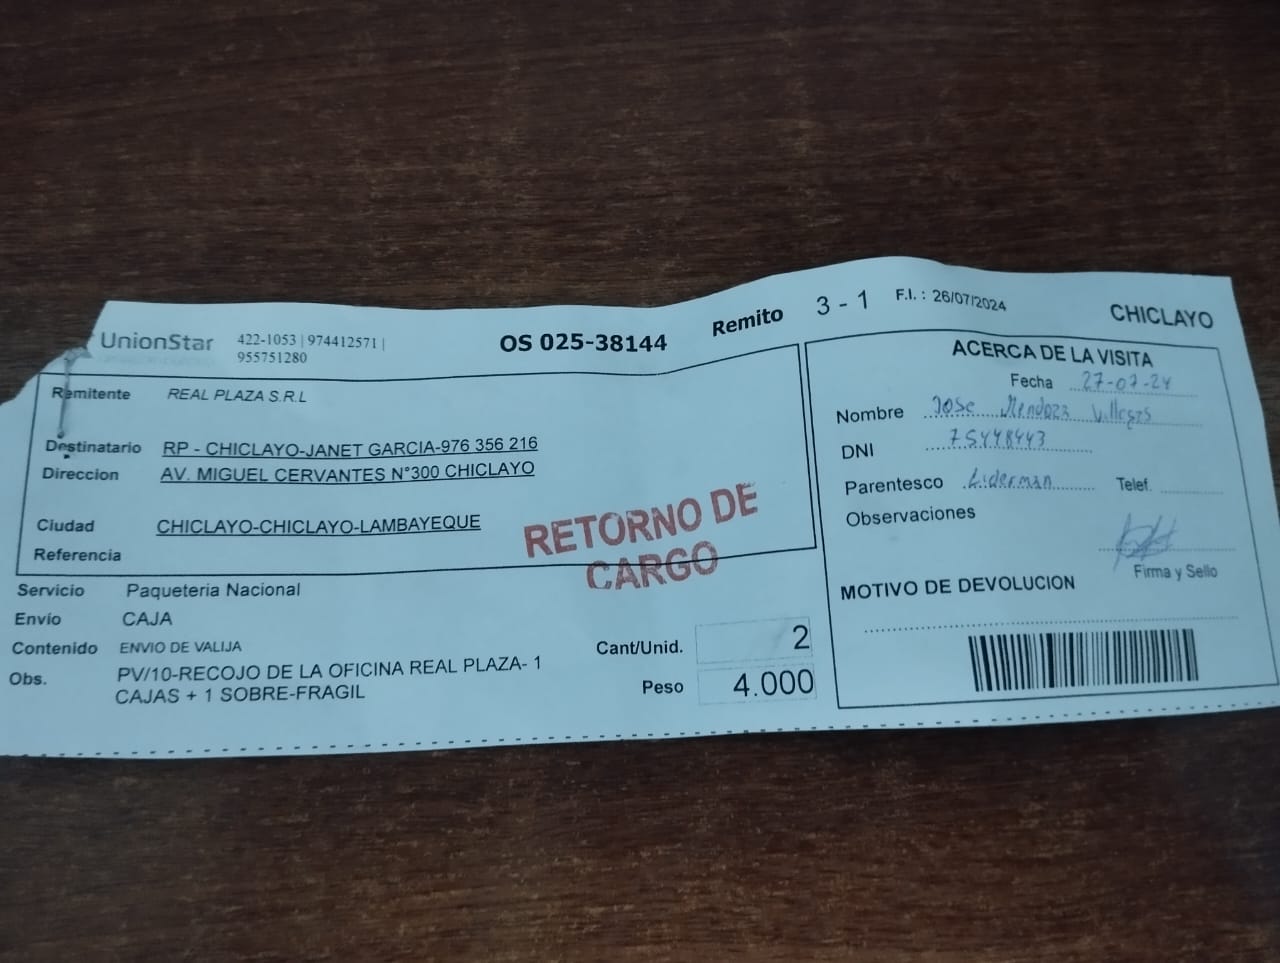 UnionStar 422-1053 | 974412571 |
955751280
OS 025-38144
Remito 3 - 1 F.I. : 26/07/2024 CHICLAYO
Remitente REAL PLAZA S.R.L
Destinatario RP - CHICLAYO-JANET GARCIA-976 356 216
Direccion AV. MIGUEL CERVANTES N°300 CHICLAYO
Ciudad CHICLAYO-CHICLAYO-LAMBAYEQUE
Referencia
RETORNO DE
CARGO
Servicio Paqueteria Nacional
Envío CAJA
Contenido ENVIO DE VALIJA
Obs. PV/10-RECOJO DE LA OFICINA REAL PLAZA- 1
CAJAS + 1 SOBRE-FRAGIL
Cant/Unid. 2
Peso 4.000
ACERCA DE LA VISITA
Fecha 27-07-24
Nombre Jose Mendoza Villegas
DNI 75448443
Parentesco Liderman Telef.
Observaciones
Firma y Sello
MOTIVO DE DEVOLUCION